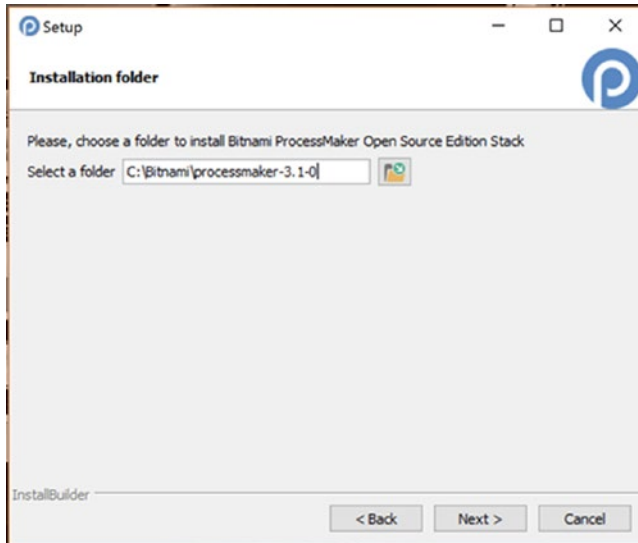 Setup
Installation folder
Please, choose a folder to install Bitnami ProcessMaker Open Source Edition Stack
Select a folder C:\Bitnami\processmaker-3.1-0
InstallBuilder
< Back Next > Cancel